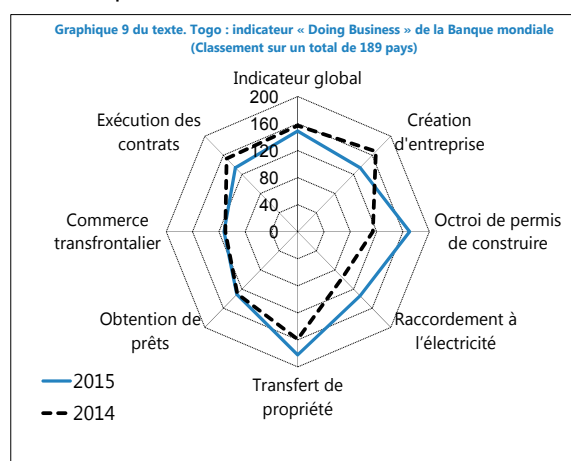 Graphique 9 du texte. Togo : indicateur « Doing Business » de la Banque mondiale
(Classement sur un total de 189 pays)
Indicateur global
200
160
120
80
40
0
Création
d'entreprise
Octroi de permis
de construire
Raccordement à
l'électricité
Transfert de
propriété
Obtention de
prêts
Commerce
transfrontalier
Exécution des
contrats
2015
2014